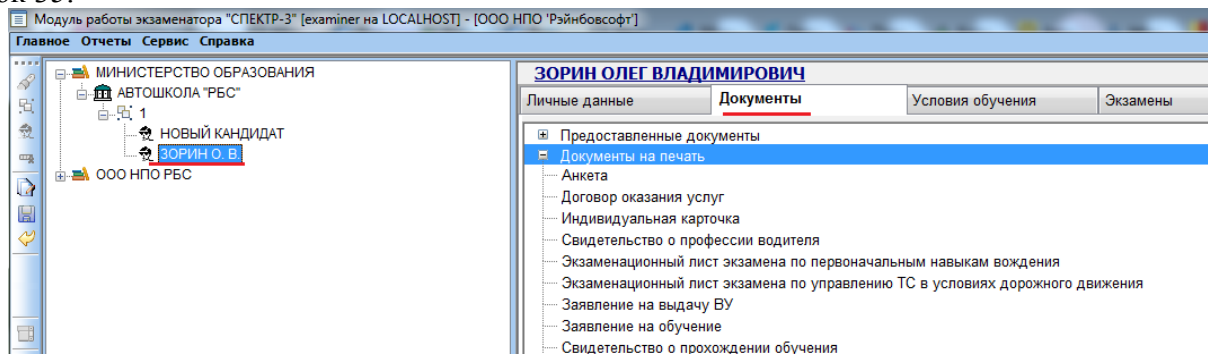 Модуль работы экзаменатора "СПЕКТР-3" [examiner на LOCALHOST] - [ООО НПО 'Рэйнбовсофт']
Главное Отчеты Сервис Справка
МИНИСТЕРСТВО ОБРАЗОВАНИЯ
АВТОШКОЛА "РБС"
1
НОВЫЙ КАНДИДАТ
ЗОРИН О. В.
ООО НПО РБС
ЗОРИН ОЛЕГ ВЛАДИМИРОВИЧ
Личные данные Документы Условия обучения Экзамены
Предоставленные документы
Документы на печать
Анкета
Договор оказания услуг
Индивидуальная карточка
Свидетельство о профессии водителя
Экзаменационный лист экзамена по первоначальным навыкам вождения
Экзаменационный лист экзамена по управлению ТС в условиях дорожного движения
Заявление на выдачу ВУ
Заявление на обучение
Свидетельство о прохождении обучения